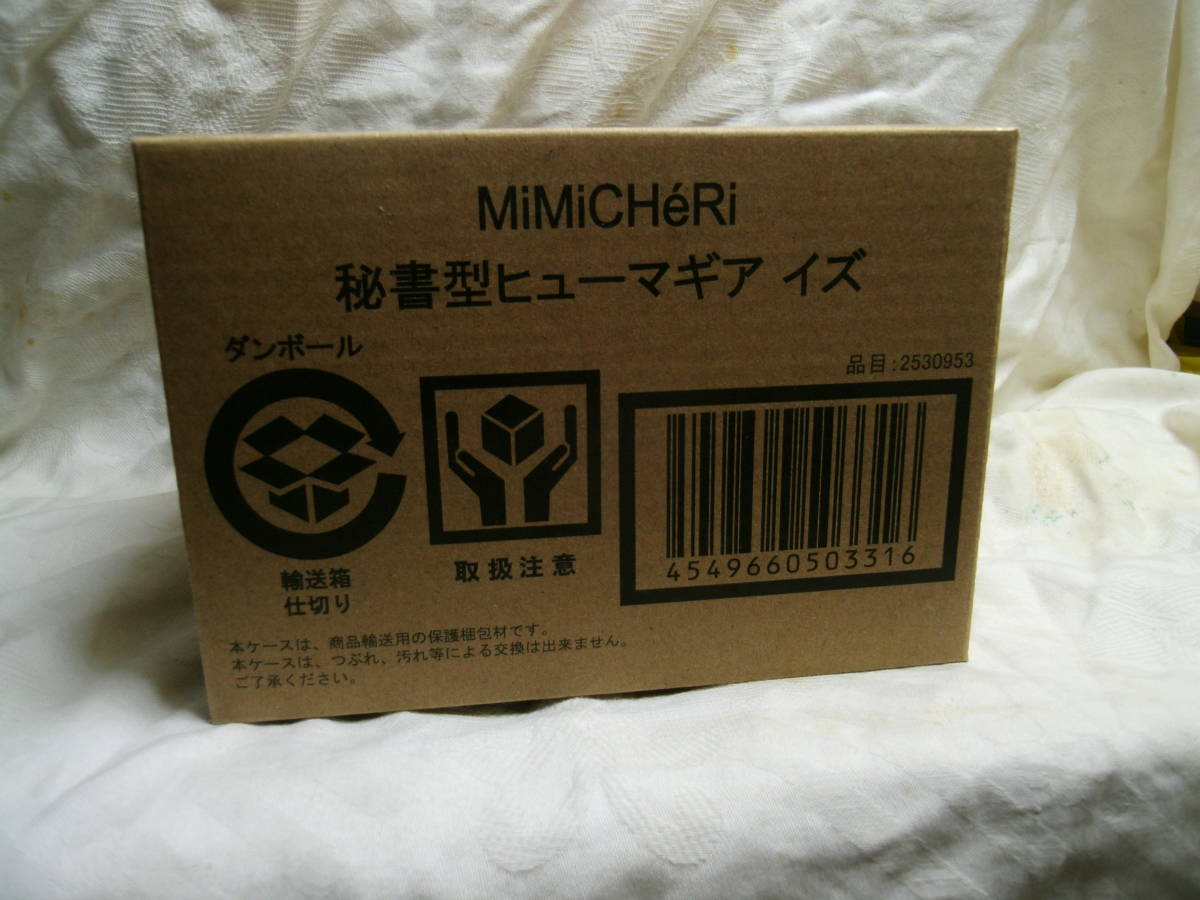 MiMiCHéRi
秘書型ヒューマギア イズ
ダンボール
品目:2530953
輸送箱
仕切り
取扱注意
4549660503316
本ケースは、商品輸送用の保護梱包材です。
本ケースは、つぶれ、汚れ等による交換は出来ません。
ご了承ください。